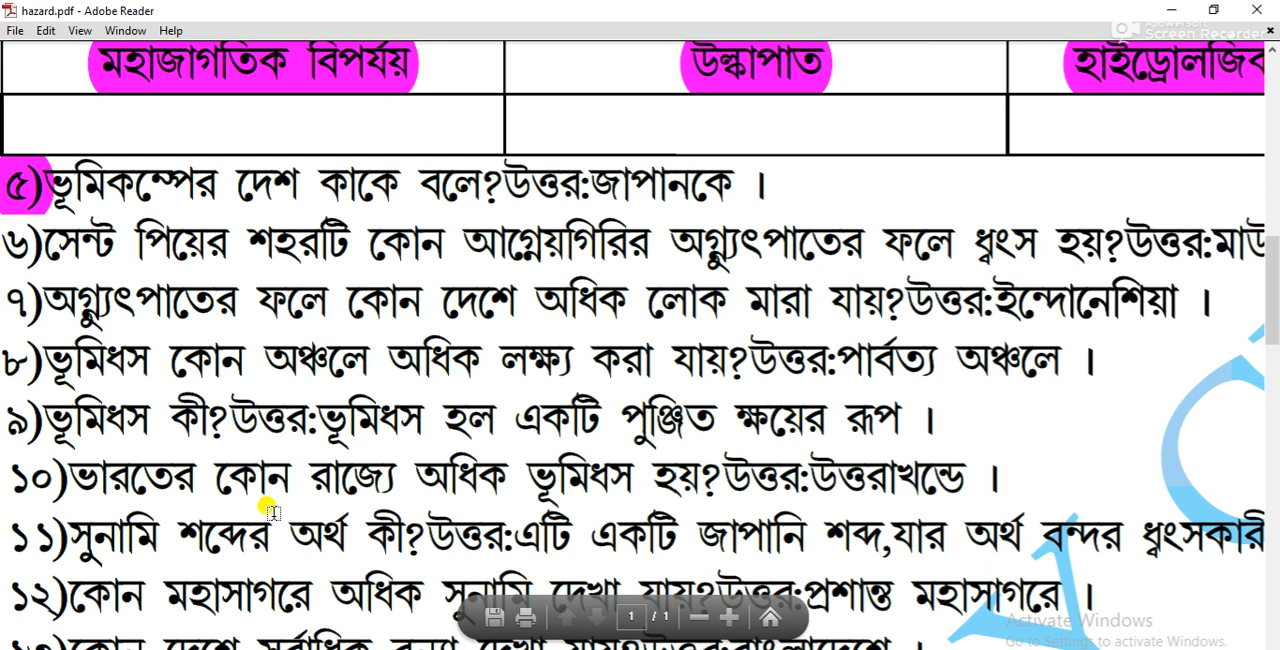 hazard.pdf - Adobe Reader
File Edit View Window Help
Apowersoft
Screen Recorder
মহাজাগতিক বিপর্যয় উল্কাপাত
৫)ভূমিকম্পের দেশ কাকে বলে?উত্তর:জাপানকে ।
৬)সেন্ট পিয়ের শহরটি কোন আগ্নেয়গিরির অগ্ন্যুৎপাতের ফলে ধ্বংস হয়?উত্তর:মাউ
৭)অগ্ন্যুৎপাতের ফলে কোন দেশে অধিক লোক মারা যায়?উত্তর:ইন্দোনেশিয়া ।
৮)ভূমিধস কোন অঞ্চলে অধিক লক্ষ্য করা যায়?উত্তর:পার্বত্য অঞ্চলে ।
৯)ভূমিধস কী?উত্তর:ভূমিধস হল একটি পুঞ্জিত ক্ষয়ের রূপ ।
১০)ভারতের কোন রাজ্যে অধিক ভূমিধস হয়?উত্তর:উত্তরাখন্ডে ।
১১)সুনামি শব্দের অর্থ কী?উত্তর:এটি একটি জাপানি শব্দ,যার অর্থ বন্দর ধ্বংসকারী
১২)কোন মহাসাগরে অধিক সুনামি দেখা যায়?উত্তর:প্রশান্ত মহাসাগরে ।
1 / 1
Activate Windows
Go to Settings to activate Windows.